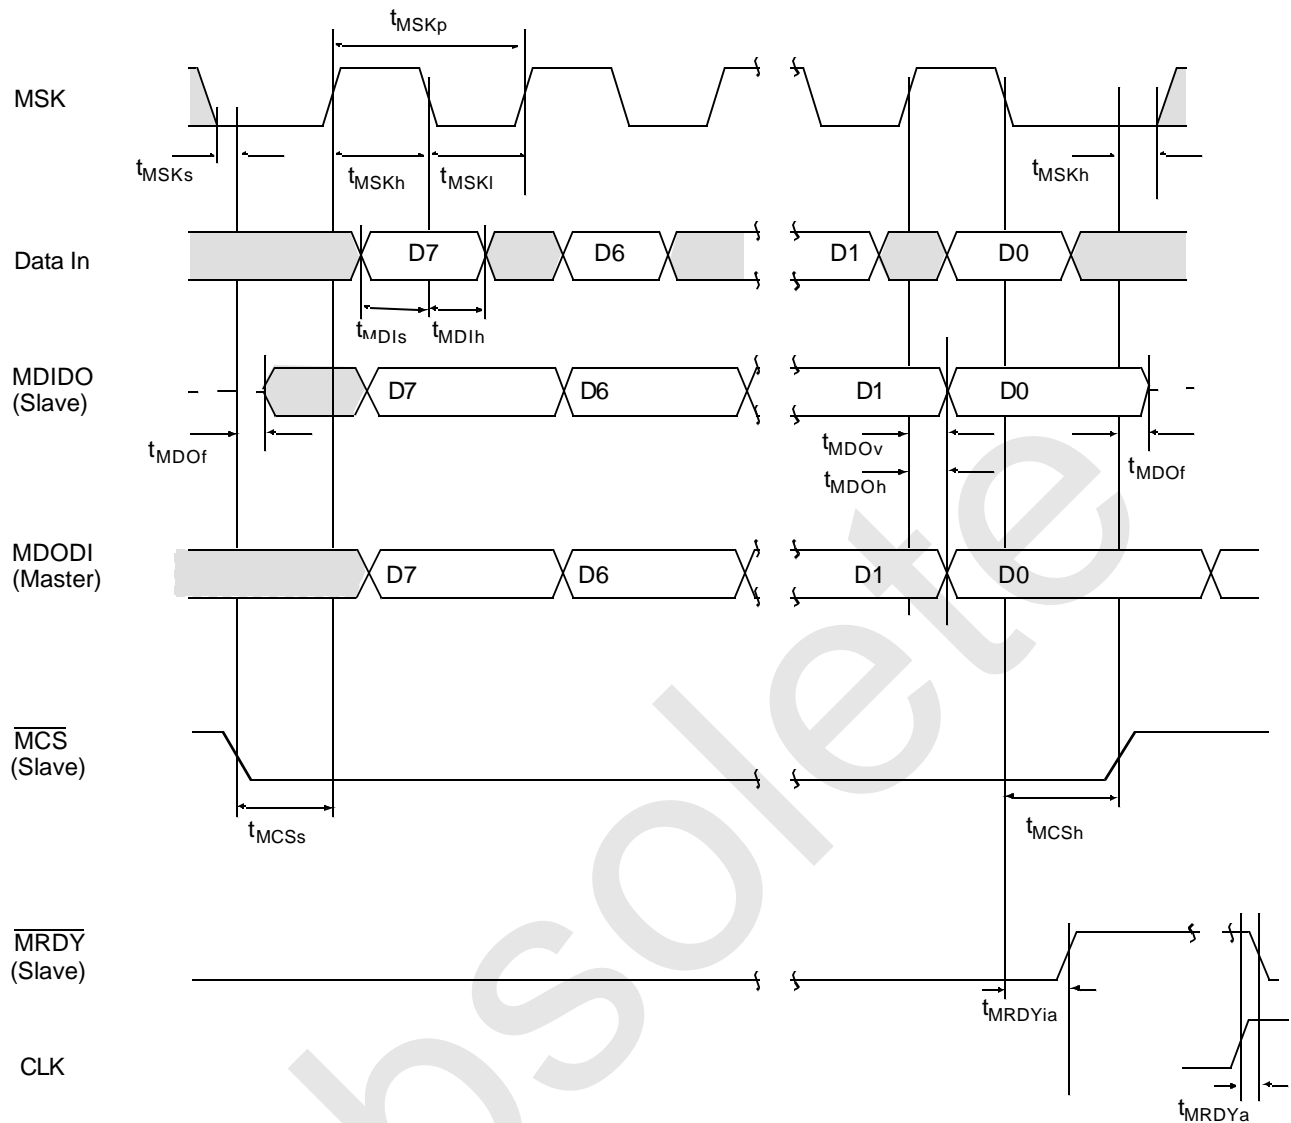 tMSKp
MSK
tMSKs
tMSKh
tMSKl
tMSKh
Data In
D7
D6
D1
D0
tMDIs
tMDIh
MDIDO
(Slave)
D7
D6
D1
D0
tMDOf
tMDOv
tMDOh
tMDOf
MDODI
(Master)
D7
D6
D1
D0
MCS
(Slave)
tMCSs
tMCSh
MRDY
(Slave)
tMRDYia
CLK
tMRDYa
bsolete